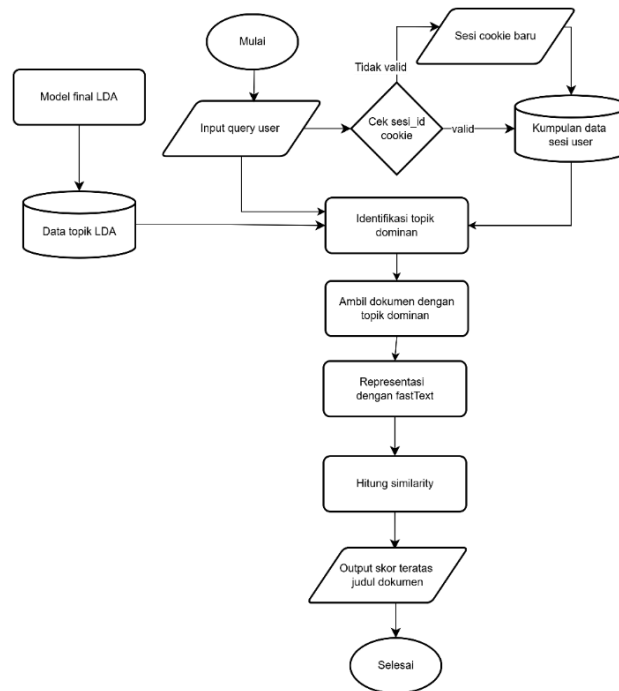 Mulai
Sesi cookie baru
Tidak valid
Model final LDA
Input query user
Cek sesi_id
cookie
valid
Kumpulan data
sesi user
Data topik LDA
Identifikasi topik
dominan
Ambil dokumen dengan
topik dominan
Representasi
dengan fastText
Hitung similarity
Output skor teratas
judul dokumen
Selesai